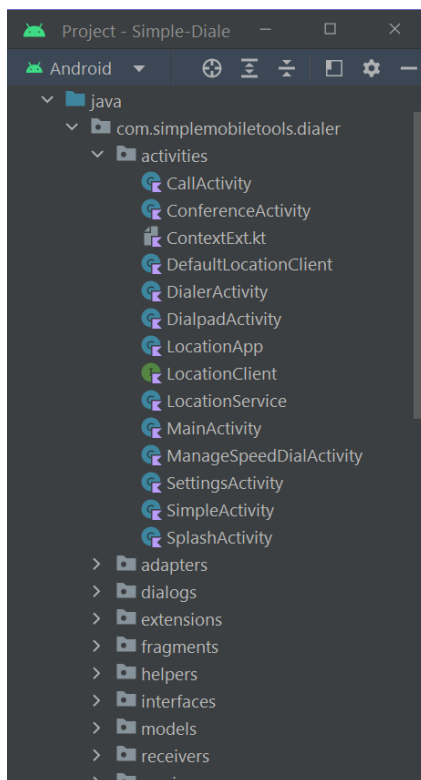 Project - Simple-Diale
Android
java
com.simplemobiletools.dialer
activities
CallActivity
ConferenceActivity
ContextExt.kt
DefaultLocationClient
DialerActivity
DialpadActivity
LocationApp
LocationClient
LocationService
MainActivity
ManageSpeedDialActivity
SettingsActivity
SimpleActivity
SplashActivity
adapters
dialogs
extensions
fragments
helpers
interfaces
models
receivers